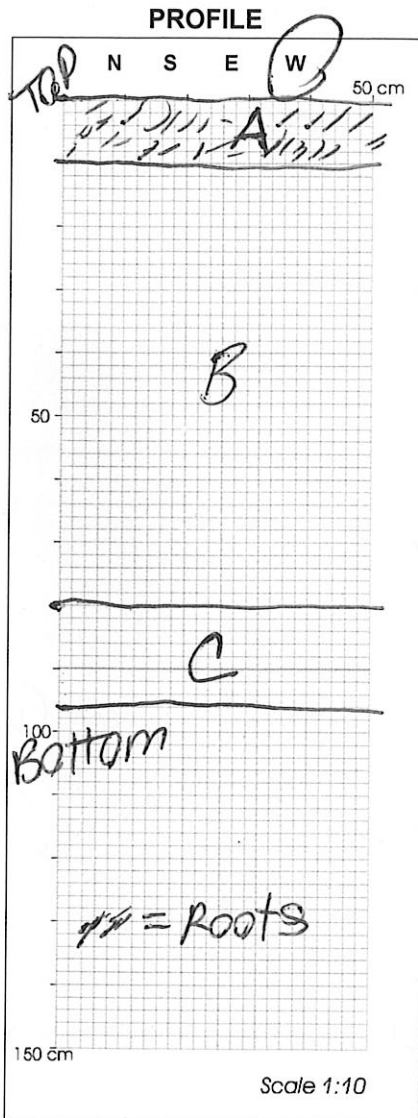 PROFILE
TOP N S E W
50 cm
A
B
50
C
100
Bottom
= Roots
150 cm
Scale 1:10